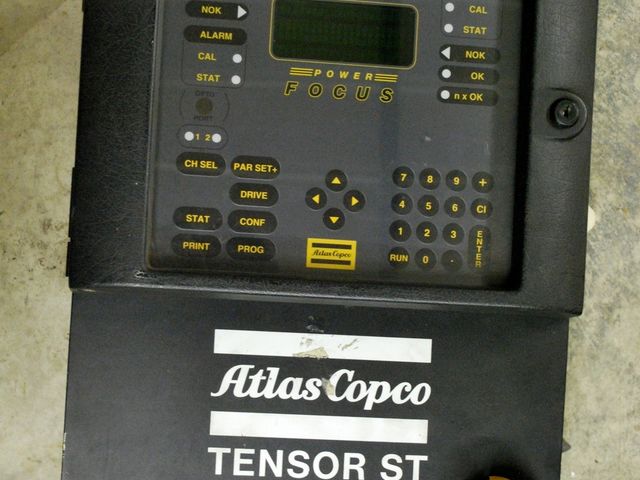 NOK
ALARM
CAL
STAT
OPTO
PORT
1 2
CH SEL
PAR SET+
DRIVE
STAT
CONF
PRINT
PROG
POWER
FOCUS
CAL
STAT
NOK
OK
n x OK
7 8 9 +
4 5 6 Cl
1 2 3
RUN 0 .
ENTER
Atlas Copco
Atlas Copco
TENSOR ST